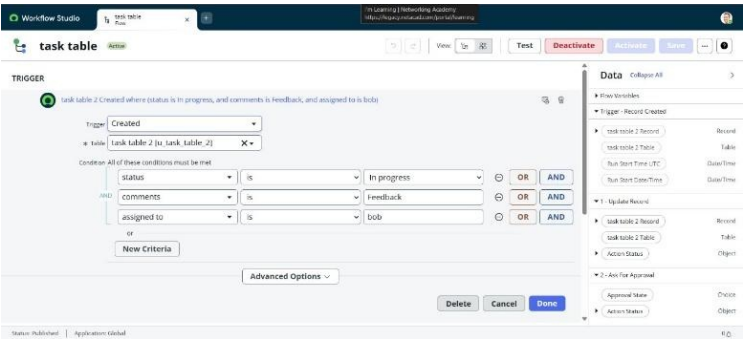 I'm Learning | Networking Academy
https://legacy.netacad.com/portal/learning
Workflow Studio
task table
Flow
task table Active
View:
Test
Deactivate
Activate
Save
TRIGGER
task table 2 Created where (status is In progress, and comments is Feedback, and assigned to is bob)
Trigger Created
* Table task table 2 [u_task_table_2]
Condition All of these conditions must be met
status is In progress OR AND
AND comments is Feedback OR AND
assigned to is bob OR AND
or
New Criteria
Advanced Options
Delete Cancel Done
Data Collapse All
Flow Variables
Trigger - Record Created
task table 2 Record Record
task table 2 Table Table
Run Start Time UTC Date/Time
Run Start Date/Time Date/Time
1 - Update Record
task table 2 Record Record
task table 2 Table Table
Action Status Object
2 - Ask For Approval
Approval State Choice
Action Status Object
Status: Published | Application: Global